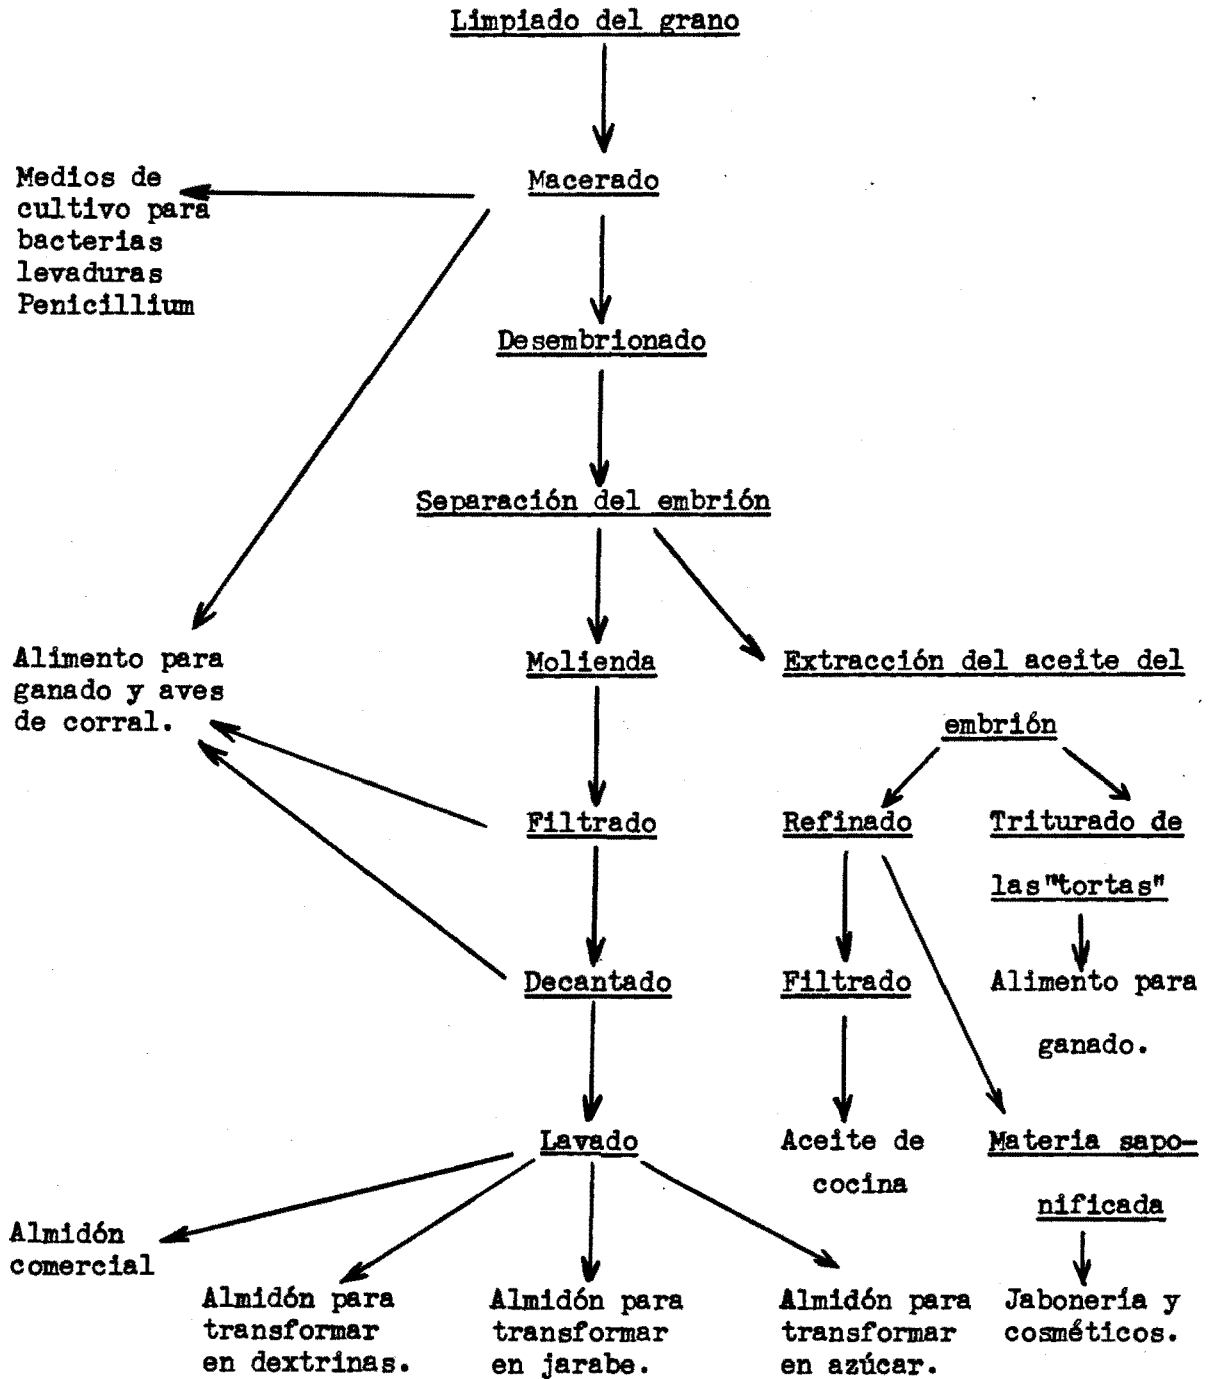 Limpiado del grano
Medios de
cultivo para
bacterias
levaduras
Penicillium
Macerado
Desembrionado
Separación del embrión
Alimento para
ganado y aves
de corral.
Molienda
Extracción del aceite del
embrión
Filtrado
Refinado
Triturado de
las"tortas"
Decantado
Filtrado
Alimento para
ganado.
Lavado
Aceite de
cocina
Materia sapo-
nificada
Almidón
comercial
Almidón para
transformar
en dextrinas.
Almidón para
transformar
en jarabe.
Almidón para
transformar
en azúcar.
Jabonería y
cosméticos.